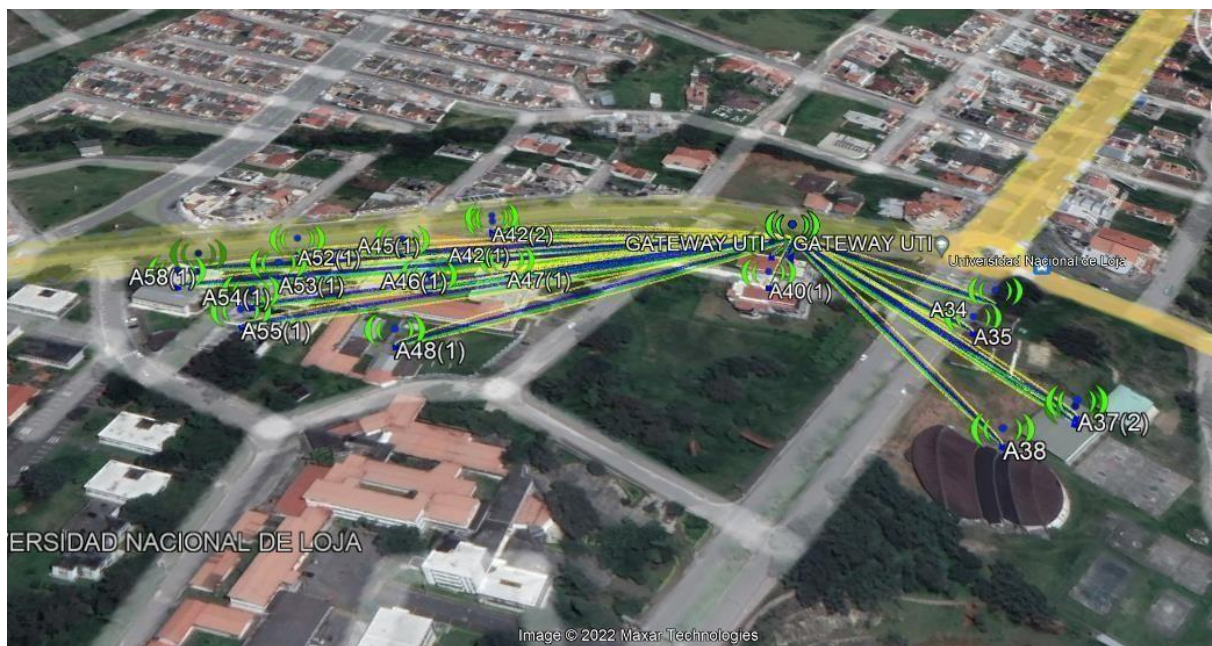 A42(2)
A45(1)
A52(1)
A42(1)
GATEWAY UTI
GATEWAY UTI
Universidad Nacional de Loja
A58(1)
A53(1)
A46(1)
A47(1)
A54(1)
A40(1)
A34
A55(1)
A35
A48(1)
A37(2)
A38
ERSIDAD NACIONAL DE LOJA
Image © 2022 Maxar Technologies